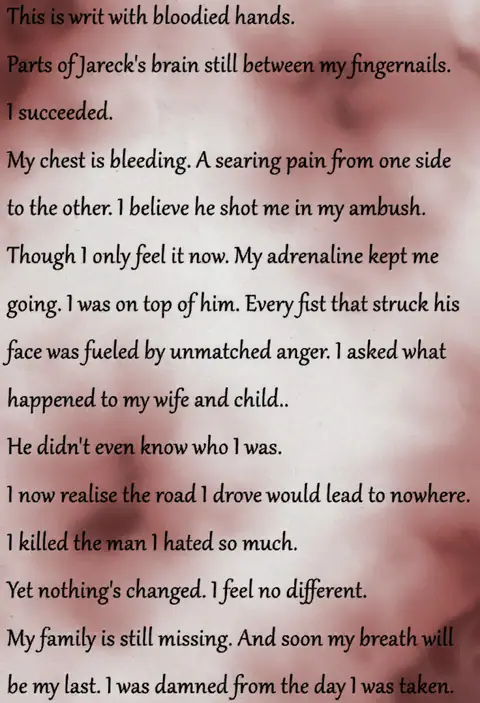 This is writ with bloodied hands.
Parts of Jareck's brain still between my fingernails.
I succeeded.
My chest is bleeding. A searing pain from one side
to the other. I believe he shot me in my ambush.
Though I only feel it now. My adrenaline kept me
going. I was on top of him. Every fist that struck his
face was fueled by unmatched anger. I asked what
happened to my wife and child..
He didn't even know who I was.
I now realise the road I drove would lead to nowhere.
I killed the man I hated so much.
Yet nothing's changed. I feel no different.
My family is still missing. And soon my breath will
be my last. I was damned from the day I was taken.